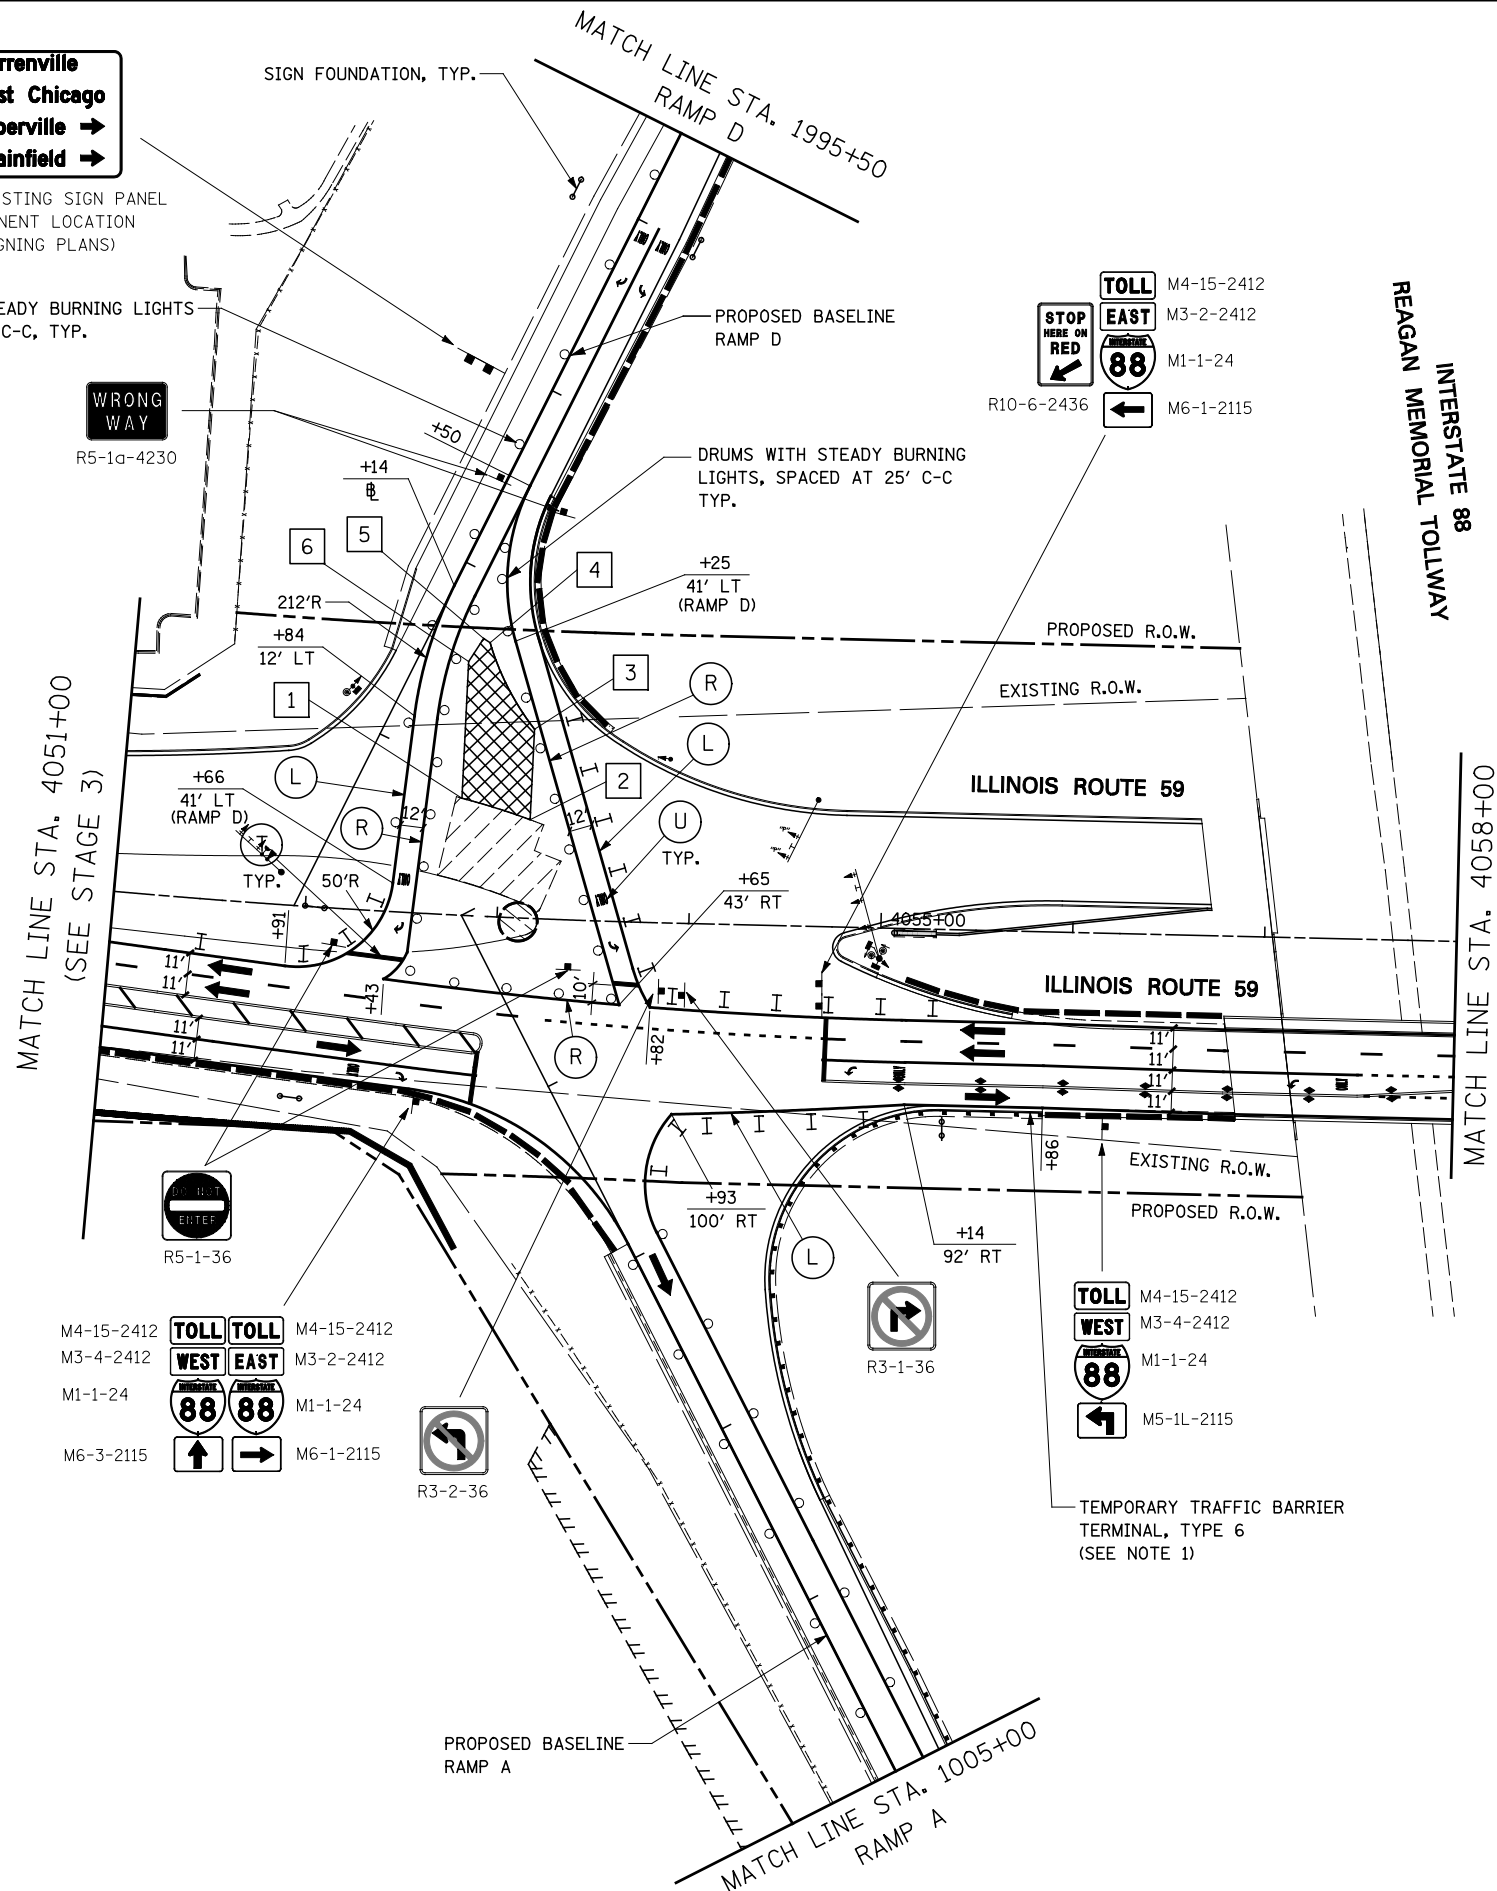 MATCH LINE STA. 1995+50
RAMP D
SIGN FOUNDATION, TYP.
rrenville
st Chicago
perville →
ainfield →
STING SIGN PANEL
NENT LOCATION
GNING PLANS)
EADY BURNING LIGHTS
C-C, TYP.
WRONG
WAY
R5-1a-4230
PROPOSED BASELINE
RAMP D
TOLL M4-15-2412
EAST M3-2-2412
STOP
HERE ON
RED
INTERSTATE
88 M1-1-24
R10-6-2436
M6-1-2115
INTERSTATE 88
REAGAN MEMORIAL TOLLWAY
+50
+14
DRUMS WITH STEADY BURNING
LIGHTS, SPACED AT 25' C-C
TYP.
5
6
4
+25
41' LT
(RAMP D)
212'R
+84
12' LT
PROPOSED R.O.W.
1
3
R
EXISTING R.O.W.
MATCH LINE STA. 4051+00
(SEE STAGE 3)
L
L
+66
41' LT
(RAMP D)
2
ILLINOIS ROUTE 59
12'
R
12'
U
TYP.
T
TYP.
50'R
+65
43' RT
+91
4055+00
MATCH LINE STA. 4058+00
11'
11'
+43
10'
ILLINOIS ROUTE 59
11'
11'
R
+82
11'
11'
11'
11'
+86
EXISTING R.O.W.
+93
100' RT
PROPOSED R.O.W.
DO NOT
ENTER
R5-1-36
+14
92' RT
L
R3-1-36
TOLL M4-15-2412
WEST M3-4-2412
INTERSTATE
88 M1-1-24
M5-1L-2115
M4-15-2412 TOLL TOLL M4-15-2412
M3-4-2412 WEST EAST M3-2-2412
INTERSTATE INTERSTATE
M1-1-24 88 88 M1-1-24
M6-3-2115 M6-1-2115
R3-2-36
TEMPORARY TRAFFIC BARRIER
TERMINAL, TYPE 6
(SEE NOTE 1)
PROPOSED BASELINE
RAMP A
MATCH LINE STA. 1005+00
RAMP A